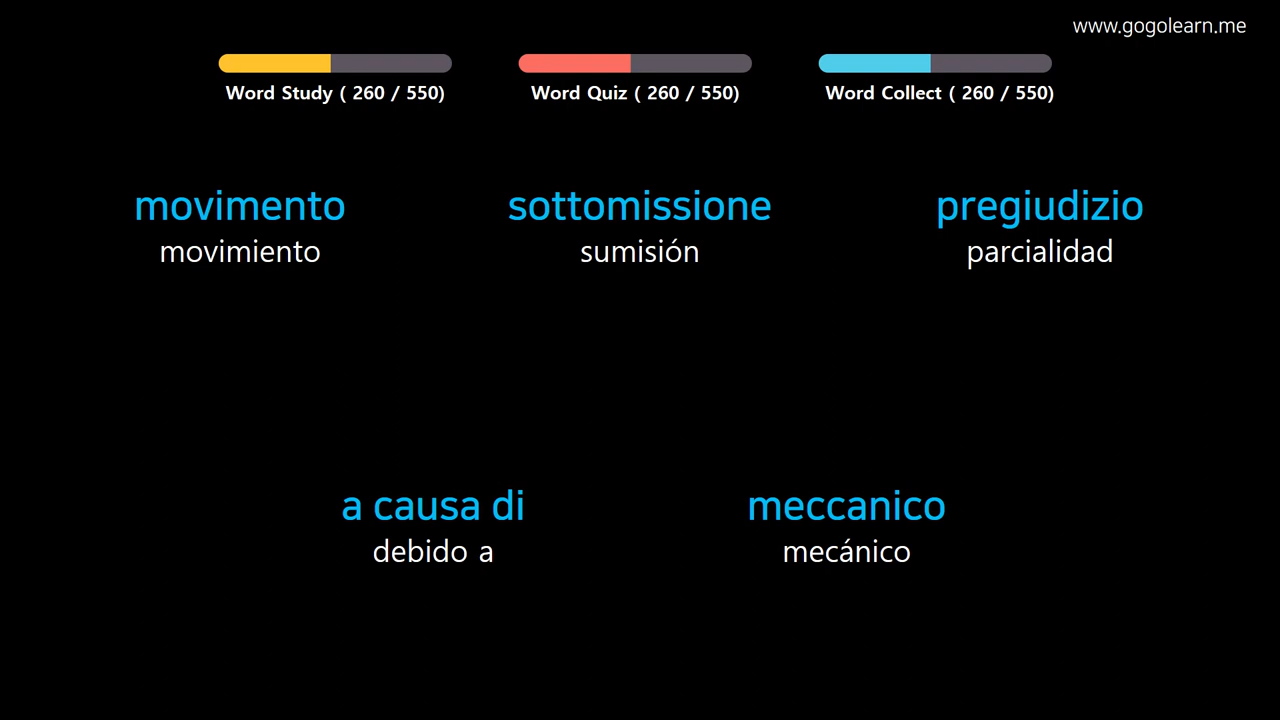 www.gogolearn.me
Word Study ( 260 / 550)
Word Quiz ( 260 / 550)
Word Collect ( 260 / 550)
movimento
movimiento
sottomissione
sumisión
pregiudizio
parcialidad
a causa di
debido a
meccanico
mecánico